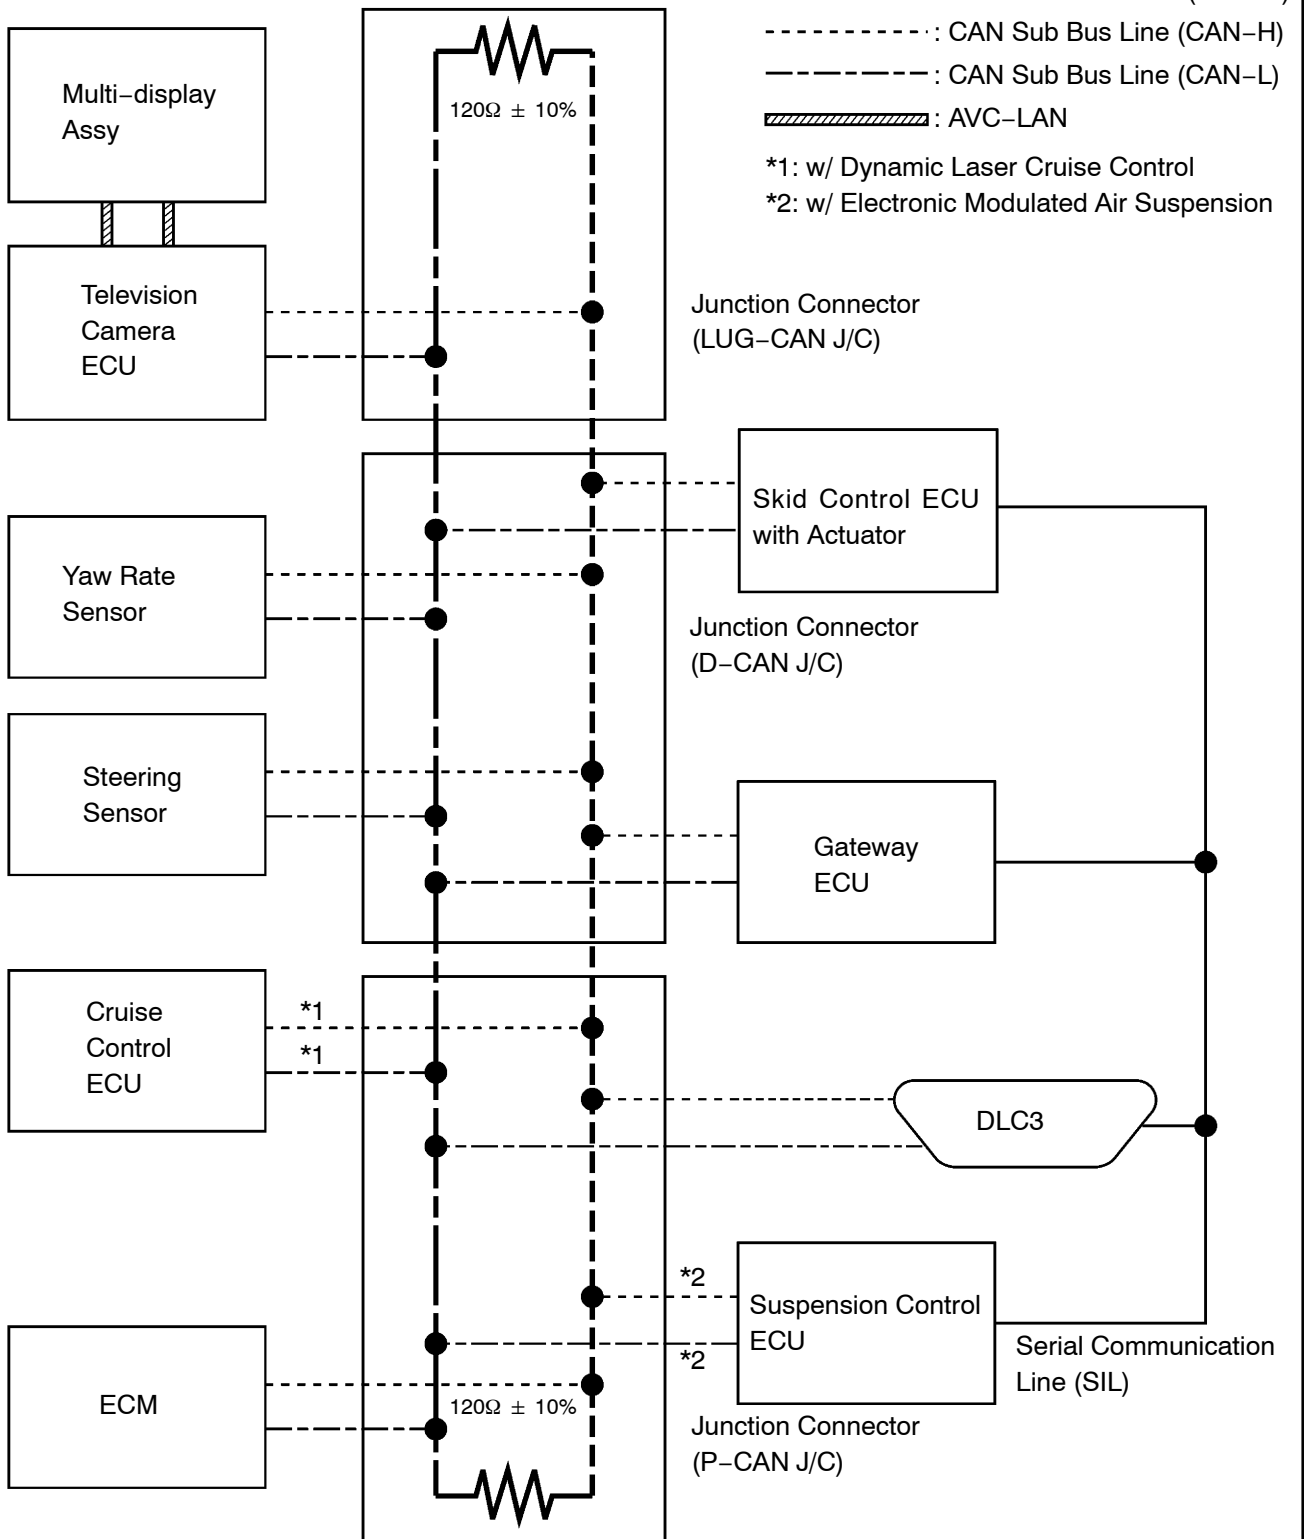 : CAN Sub Bus Line (CAN−H)
: CAN Sub Bus Line (CAN−L)
: AVC−LAN
*1: w/ Dynamic Laser Cruise Control
*2: w/ Electronic Modulated Air Suspension
120Ω ± 10%
Multi−display
Assy
Television
Camera
ECU
Junction Connector
(LUG−CAN J/C)
Skid Control ECU
with Actuator
Yaw Rate
Sensor
Junction Connector
(D−CAN J/C)
Steering
Sensor
Gateway
ECU
Cruise
Control
ECU
*1
*1
DLC3
*2
Suspension Control
ECU
*2
Serial Communication
Line (SIL)
ECM
120Ω ± 10%
Junction Connector
(P−CAN J/C)